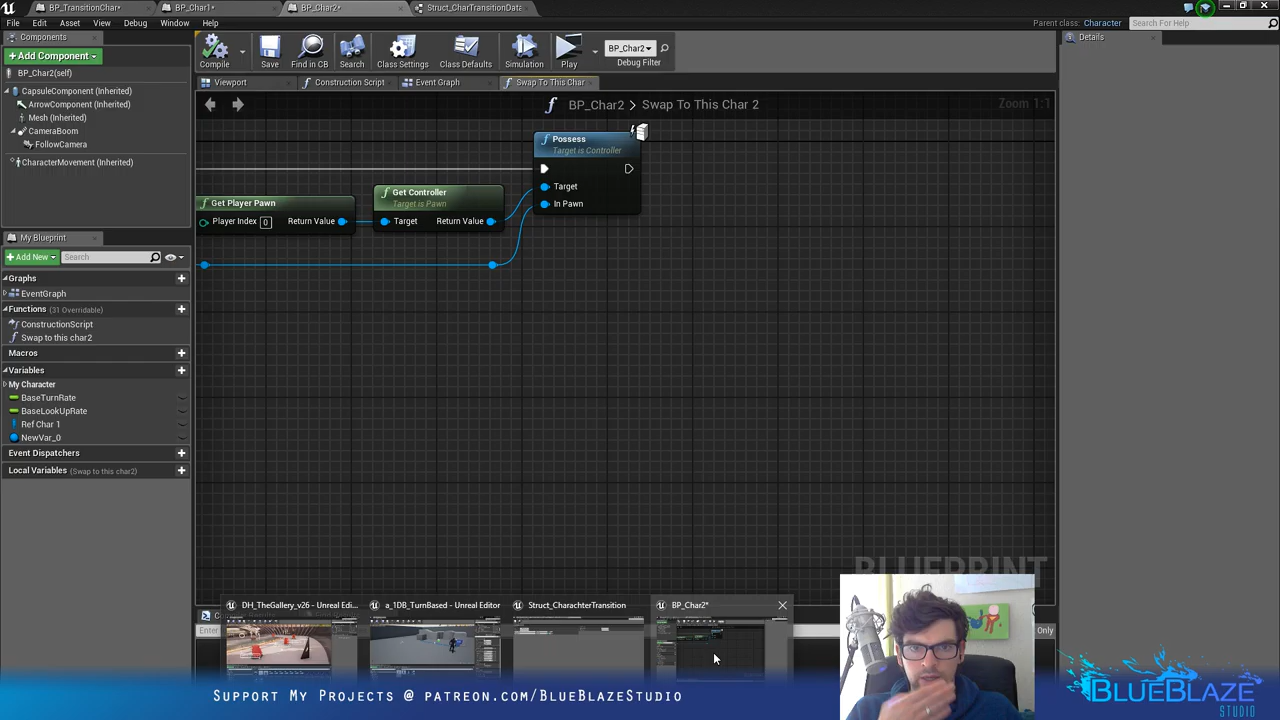 BP_TransitionChar*
BP_Char1*
BP_Char2*
Struct_CharTransitionDate
File
Edit
Asset
View
Debug
Window
Help
Parent class: Character
Search For Help
Components
Add Component
BP_Char2(self)
CapsuleComponent (Inherited)
ArrowComponent (Inherited)
Mesh (Inherited)
CameraBoom
FollowCamera
CharacterMovement (Inherited)
My Blueprint
+Add New
Search
Graphs
EventGraph
Functions (31 Overridable)
ConstructionScript
Swap to this char2
Macros
Variables
My Character
BaseTurnRate
BaseLookUpRate
Ref Char 1
NewVar_0
Event Dispatchers
Local Variables (Swap to this char2)
Compile
Save
Find in CB
Search
Class Settings
Class Defaults
Simulation
Play
BP_Char2
Debug Filter
Viewport
Construction Script
Event Graph
Swap To This Char
BP_Char2 > Swap To This Char 2
Zoom 1:1
Details
Possess
Target is Controller
Target
In Pawn
Get Player Pawn
Player Index 0
Return Value
Get Controller
Target is Pawn
Target
Return Value
BLUEPRINT
DH_TheGallery_v26 - Unreal Edi...
a_1DB_TurnBased - Unreal Editor
Struct_CharachterTransition
BP_Char2*
Enter
Only
Support My Projects @ patreon.com/BlueBlazeStudio
BlueBlaze
Studio